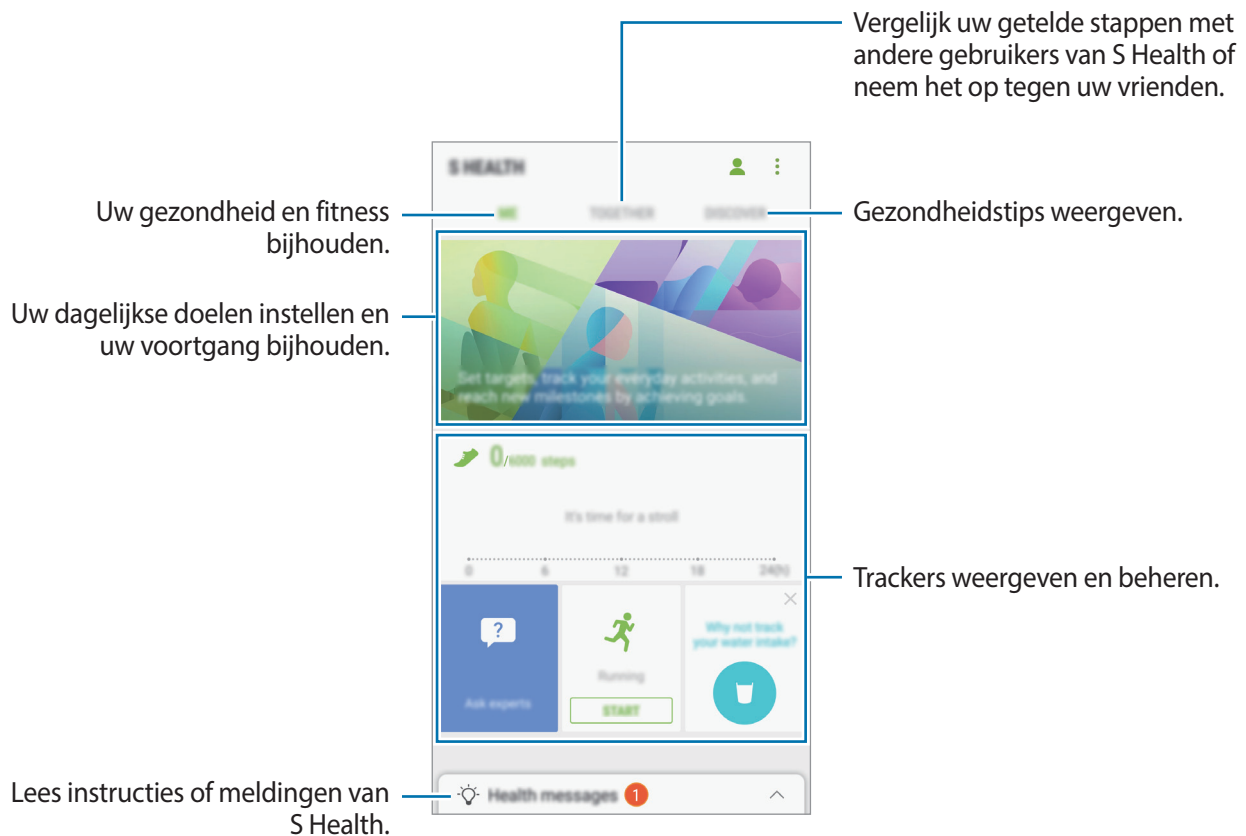 Vergelijk uw getelde stappen met
andere gebruikers van S Health of
neem het op tegen uw vrienden.
S HEALTH
Uw gezondheid en fitness
bijhouden.
ME
TOGETHER
DISCOVER
Gezondheidstips weergeven.
Uw dagelijkse doelen instellen en
uw voortgang bijhouden.
Set targets, track your everyday activities, and
reach new milestones by achieving goals.
0/6000 steps
It's time for a stroll
0 6 12 18 24(h)
Trackers weergeven en beheren.
?
Why not track
your water intake?
Running
Ask experts
START
Lees instructies of meldingen van
S Health.
Health messages 1